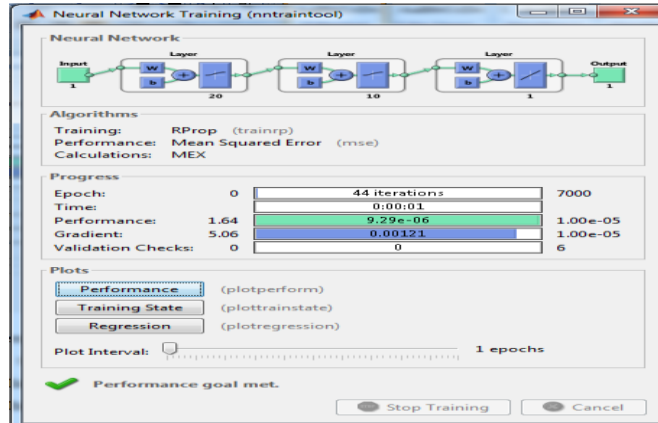 Neural Network Training (nntraintool)
Neural Network
Layer Layer Layer
Input Output
W W W
b b b
1 1
20 10 1
Algorithms
Training: RProp (trainrp)
Performance: Mean Squared Error (mse)
Calculations: MEX
Progress
Epoch: 0 44 iterations 7000
Time: 0:00:01
Performance: 1.64 9.29e-06 1.00e-05
Gradient: 5.06 0.00121 1.00e-05
Validation Checks: 0 0 6
Plots
Performance (plotperform)
Training State (plottrainstate)
Regression (plotregression)
Plot Interval: 1 epochs
Performance goal met.
Stop Training Cancel